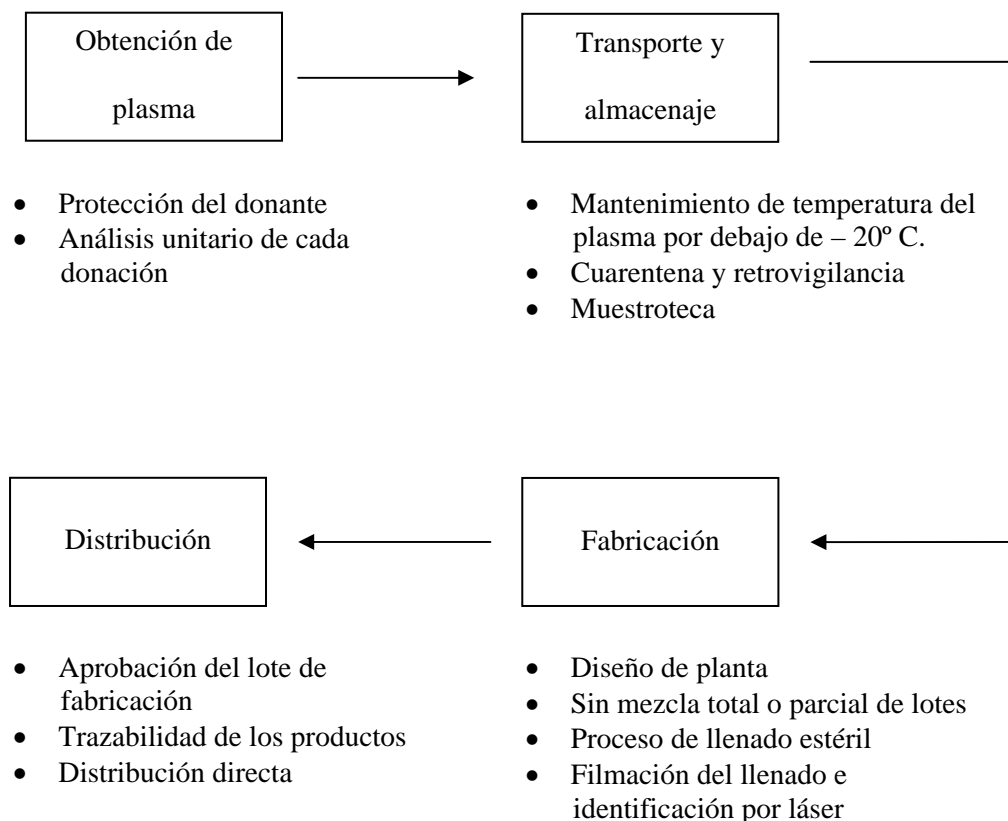 Obtención de
plasma
Transporte y
almacenaje
• Protección del donante
• Análisis unitario de cada
donación
• Mantenimiento de temperatura del
plasma por debajo de – 20º C.
• Cuarentena y retrovigilancia
• Muestroteca
Distribución
Fabricación
• Aprobación del lote de
fabricación
• Trazabilidad de los productos
• Distribución directa
• Diseño de planta
• Sin mezcla total o parcial de lotes
• Proceso de llenado estéril
• Filmación del llenado e
identificación por láser